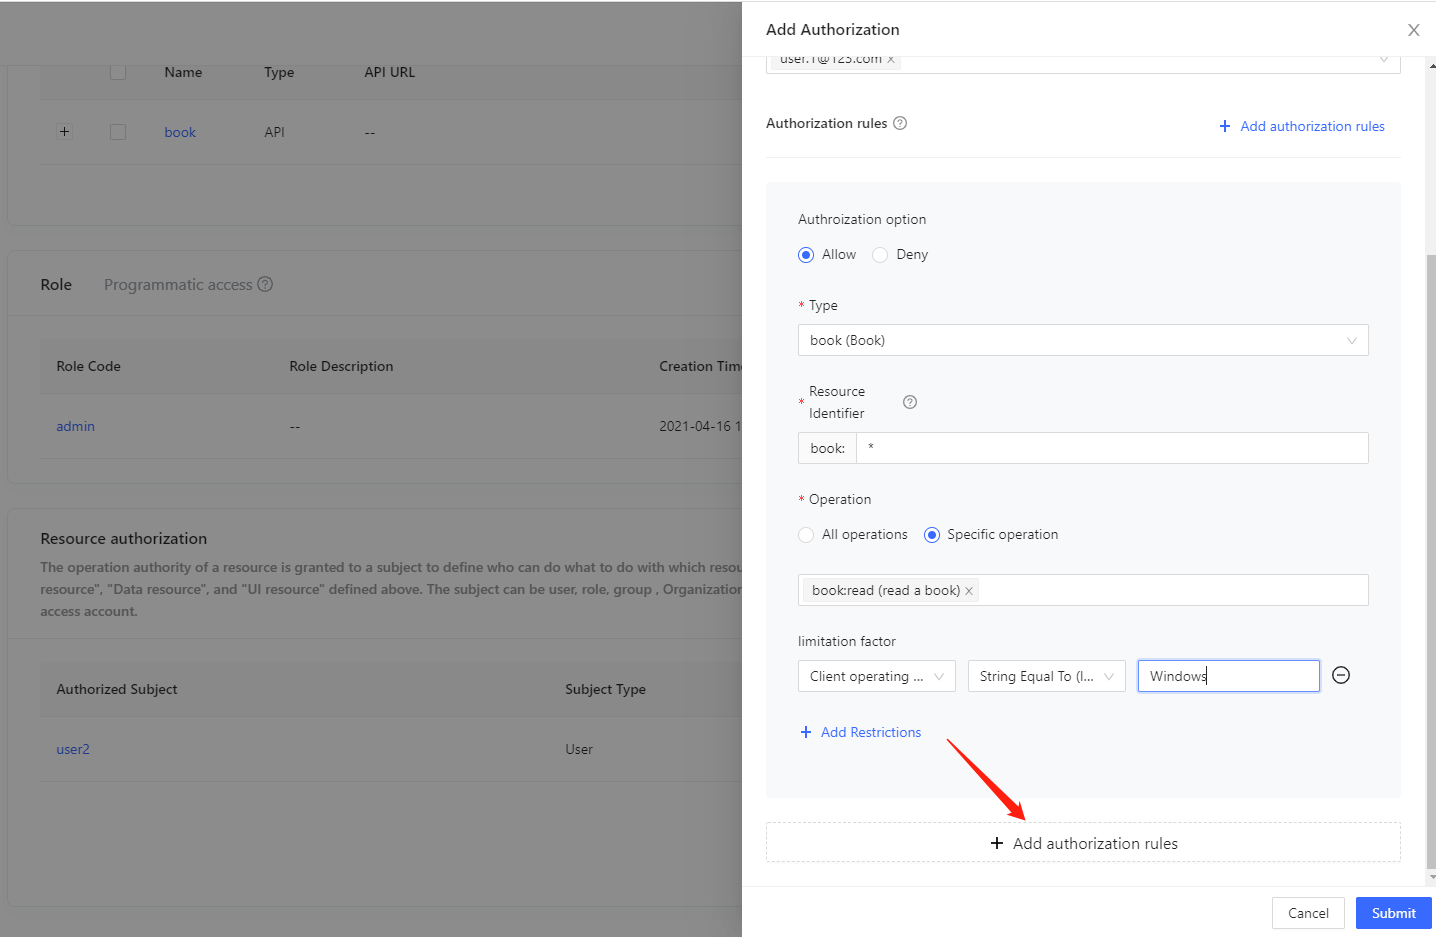 Name Type API URL
book API --
Role Programmatic access
Role Code Role Description Creation Time
admin -- 2021-04-16 1
Resource authorization
The operation authority of a resource is granted to a subject to define who can do what to do with which resou
resource", "Data resource", and "UI resource" defined above. The subject can be user, role, group , Organization
access account.
Authorized Subject Subject Type
user2 User
Add Authorization
user.1@123.com ×
Authorization rules ? + Add authorization rules
Authroization option
Allow Deny
* Type
book (Book)
* Resource
Identifier ?
book: *
* Operation
All operations Specific operation
book:read (read a book) ×
limitation factor
Client operating ... String Equal To (I... Windows
+ Add Restrictions
+ Add authorization rules
Cancel Submit